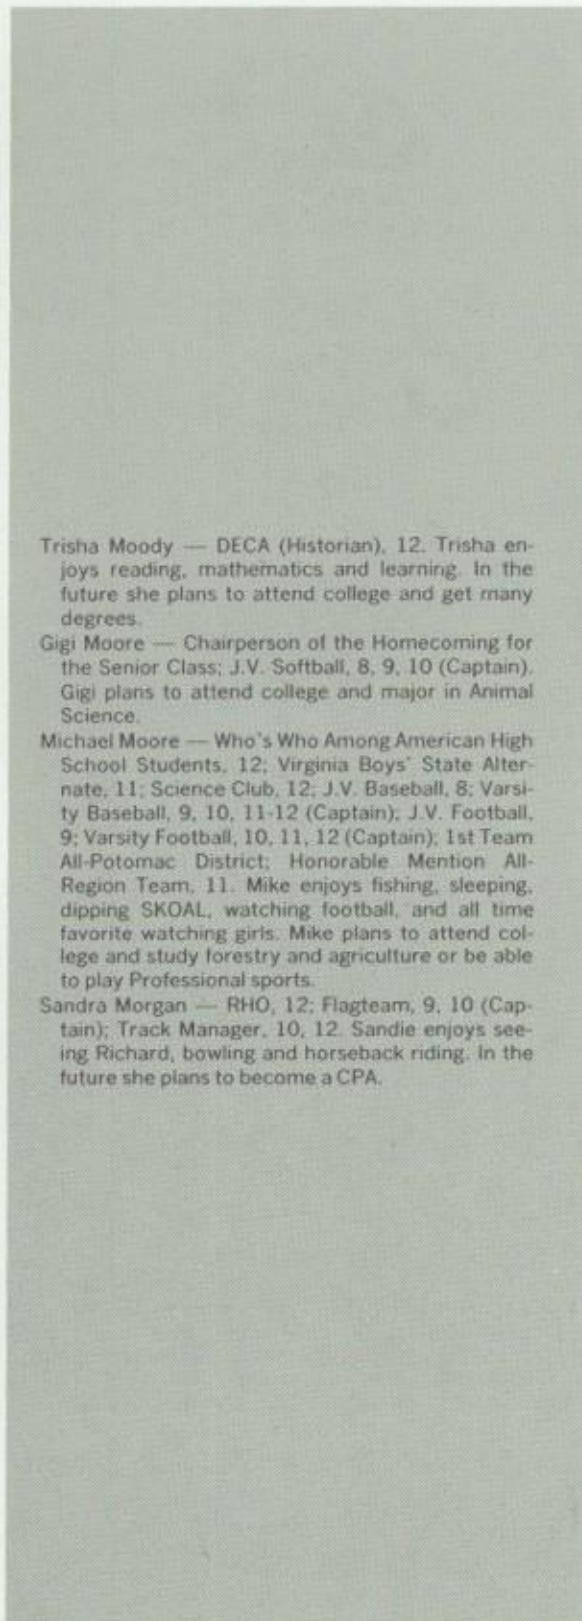 Trisha Moody — DECA (Historian), 12. Trisha en-
joys reading, mathematics and learning. In the
future she plans to attend college and get many
degrees.
Gigi Moore — Chairperson of the Homecoming for
the Senior Class; J.V. Softball, 8, 9, 10 (Captain).
Gigi plans to attend college and major in Animal
Science.
Michael Moore — Who's Who Among American High
School Students, 12; Virginia Boys' State Alter-
nate, 11; Science Club, 12; J.V. Baseball, 8; Varsi-
ty Baseball, 9, 10, 11-12 (Captain); J.V. Football,
9; Varsity Football, 10, 11, 12 (Captain); 1st Team
All-Potomac District; Honorable Mention All-
Region Team, 11. Mike enjoys fishing, sleeping,
dipping SKOAL, watching football, and all time
favorite watching girls. Mike plans to attend col-
lege and study forestry and agriculture or be able
to play Professional sports.
Sandra Morgan — RHO, 12; Flagteam, 9, 10 (Cap-
tain); Track Manager, 10, 12. Sandie enjoys see-
ing Richard, bowling and horseback riding. In the
future she plans to become a CPA.